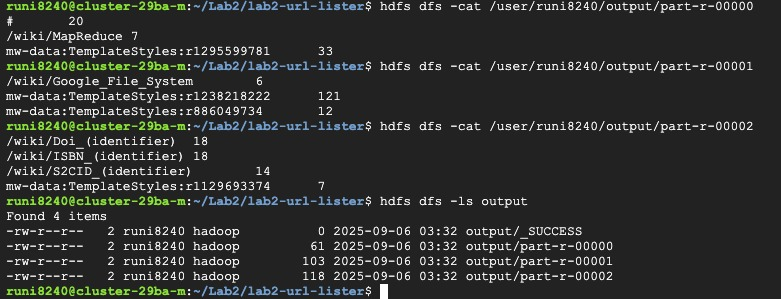 runi8240@cluster-29ba-m:~/Lab2/lab2-url-lister$ hdfs dfs -cat /user/runi8240/output/part-r-00000
#       20
/wiki/MapReduce 7
mw-data:TemplateStyles:r1295599781      33
runi8240@cluster-29ba-m:~/Lab2/lab2-url-lister$ hdfs dfs -cat /user/runi8240/output/part-r-00001
/wiki/Google_File_System        6
mw-data:TemplateStyles:r1238218222      121
mw-data:TemplateStyles:r886049734       12
runi8240@cluster-29ba-m:~/Lab2/lab2-url-lister$ hdfs dfs -cat /user/runi8240/output/part-r-00002
/wiki/Doi_(identifier)  18
/wiki/ISBN_(identifier) 18
/wiki/S2CID_(identifier)        14
mw-data:TemplateStyles:r1129693374      7
runi8240@cluster-29ba-m:~/Lab2/lab2-url-lister$ hdfs dfs -ls output
Found 4 items
-rw-r--r--   2 runi8240 hadoop          0 2025-09-06 03:32 output/_SUCCESS
-rw-r--r--   2 runi8240 hadoop         61 2025-09-06 03:32 output/part-r-00000
-rw-r--r--   2 runi8240 hadoop        103 2025-09-06 03:32 output/part-r-00001
-rw-r--r--   2 runi8240 hadoop        118 2025-09-06 03:32 output/part-r-00002
runi8240@cluster-29ba-m:~/Lab2/lab2-url-lister$